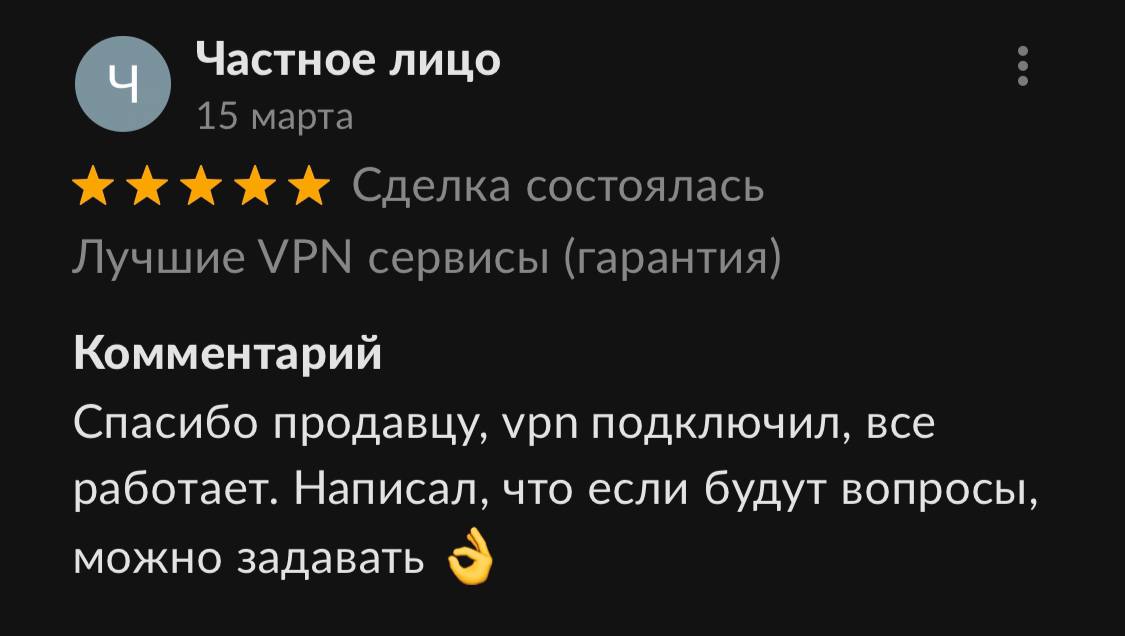 Ч
Частное лицо
15 марта
Сделка состоялась
Лучшие VPN сервисы (гарантия)
Комментарий
Спасибо продавцу, vpn подключил, все
работает. Написал, что если будут вопросы,
можно задавать 👌